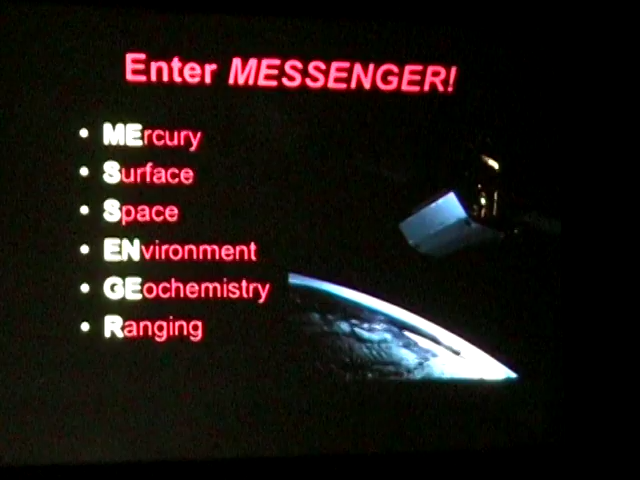 Enter MESSENGER!
• MErcury
• Surface
• Space
• ENvironment
• GEochemistry
• Ranging